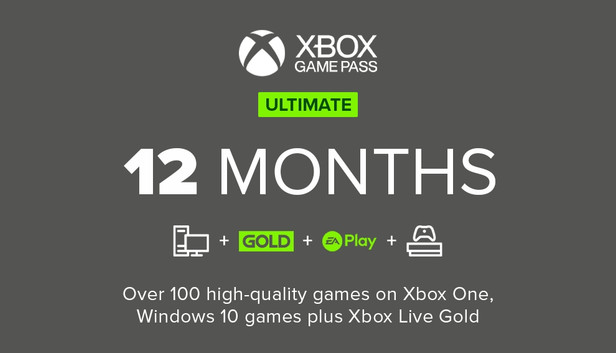 XBOX
GAME PASS
ULTIMATE
12 MONTHS
+ GOLD + EA Play +
Over 100 high-quality games on Xbox One,
Windows 10 games plus Xbox Live Gold